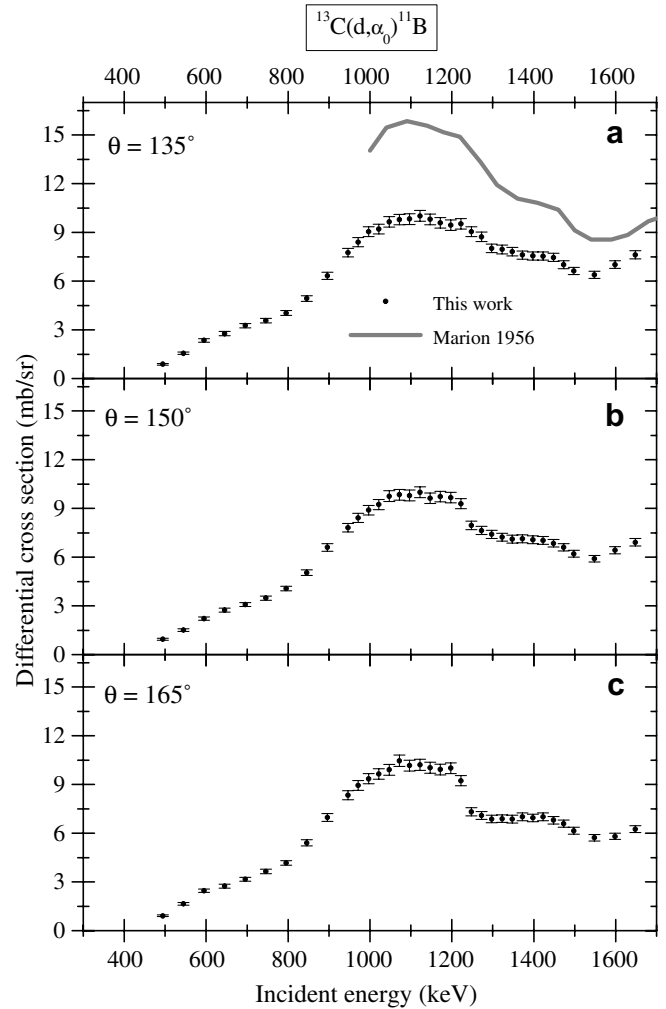 ¹³C(d,α₀)¹¹B
400 600 800 1000 1200 1400 1600
15
12
9
6
3
0
θ = 135°
a
This work
Marion 1956
15
12
9
6
3
0
θ = 150°
b
15
12
9
6
3
0
θ = 165°
c
Differential cross section (mb/sr)
400 600 800 1000 1200 1400 1600
Incident energy (keV)